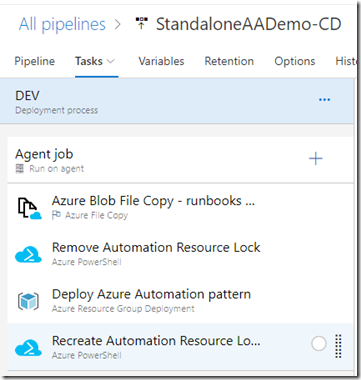 All pipelines > StandaloneAADemo-CD
Pipeline Tasks Variables Retention Options Hist
DEV
Deployment process
Agent job
Run on agent
Azure Blob File Copy - runbooks ...
Azure File Copy
Remove Automation Resource Lock
Azure PowerShell
Deploy Azure Automation pattern
Azure Resource Group Deployment
Recreate Automation Resource Lo...
Azure PowerShell